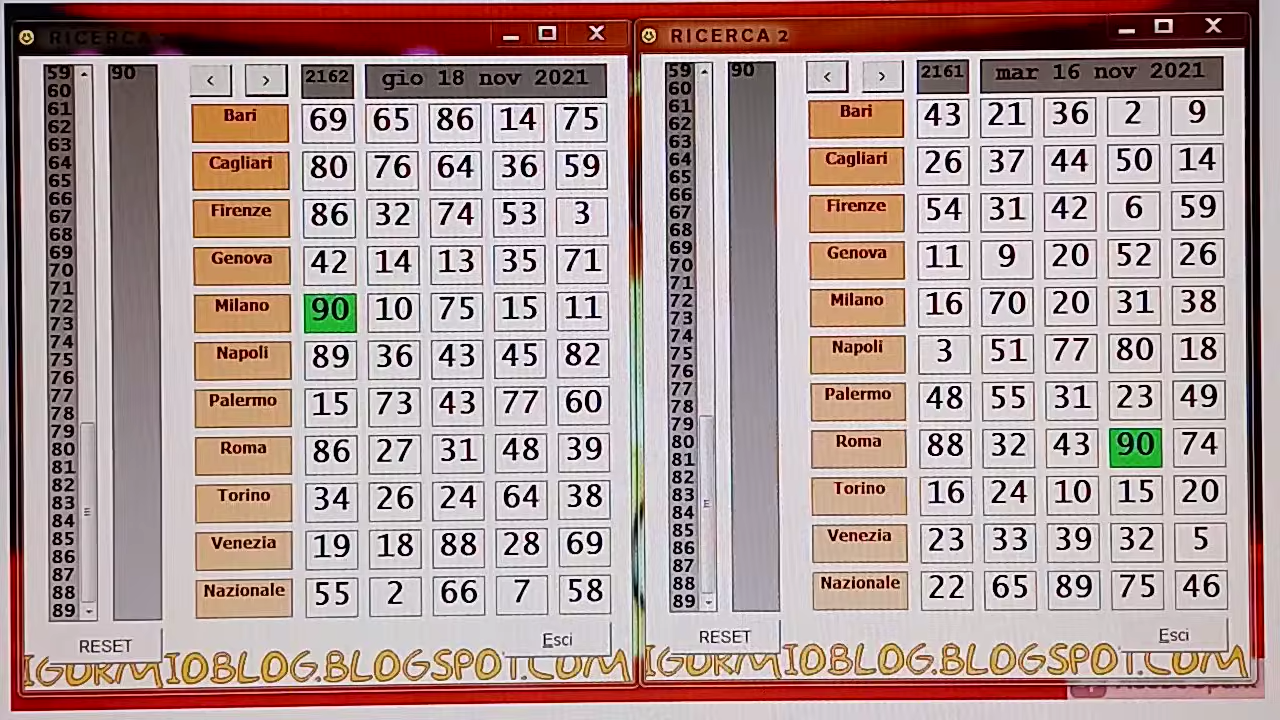 RICERCA
59
60
61
62
63
64
65
66
67
68
69
70
71
72
73
74
75
76
77
78
79
80
81
82
83
84
85
86
87
88
89
90
< > 2162 gio 18 nov 2021
Bari 69 65 86 14 75
Cagliari 80 76 64 36 59
Firenze 86 32 74 53 3
Genova 42 14 13 35 71
Milano 90 10 75 15 11
Napoli 89 36 43 45 82
Palermo 15 73 43 77 60
Roma 86 27 31 48 39
Torino 34 26 24 64 38
Venezia 19 18 88 28 69
Nazionale 55 2 66 7 58
RESET Esci
IGORMIOBLOG.BLOGSPOT.COM
RICERCA 2
59
60
61
62
63
64
65
66
67
68
69
70
71
72
73
74
75
76
77
78
79
80
81
82
83
84
85
86
87
88
89
90
< > 2161 mar 16 nov 2021
Bari 43 21 36 2 9
Cagliari 26 37 44 50 14
Firenze 54 31 42 6 59
Genova 11 9 20 52 26
Milano 16 70 20 31 38
Napoli 3 51 77 80 18
Palermo 48 55 31 23 49
Roma 88 32 43 90 74
Torino 16 24 10 15 20
Venezia 23 33 39 32 5
Nazionale 22 65 89 75 46
RESET Esci
IGORMIOBLOG.BLOGSPOT.COM